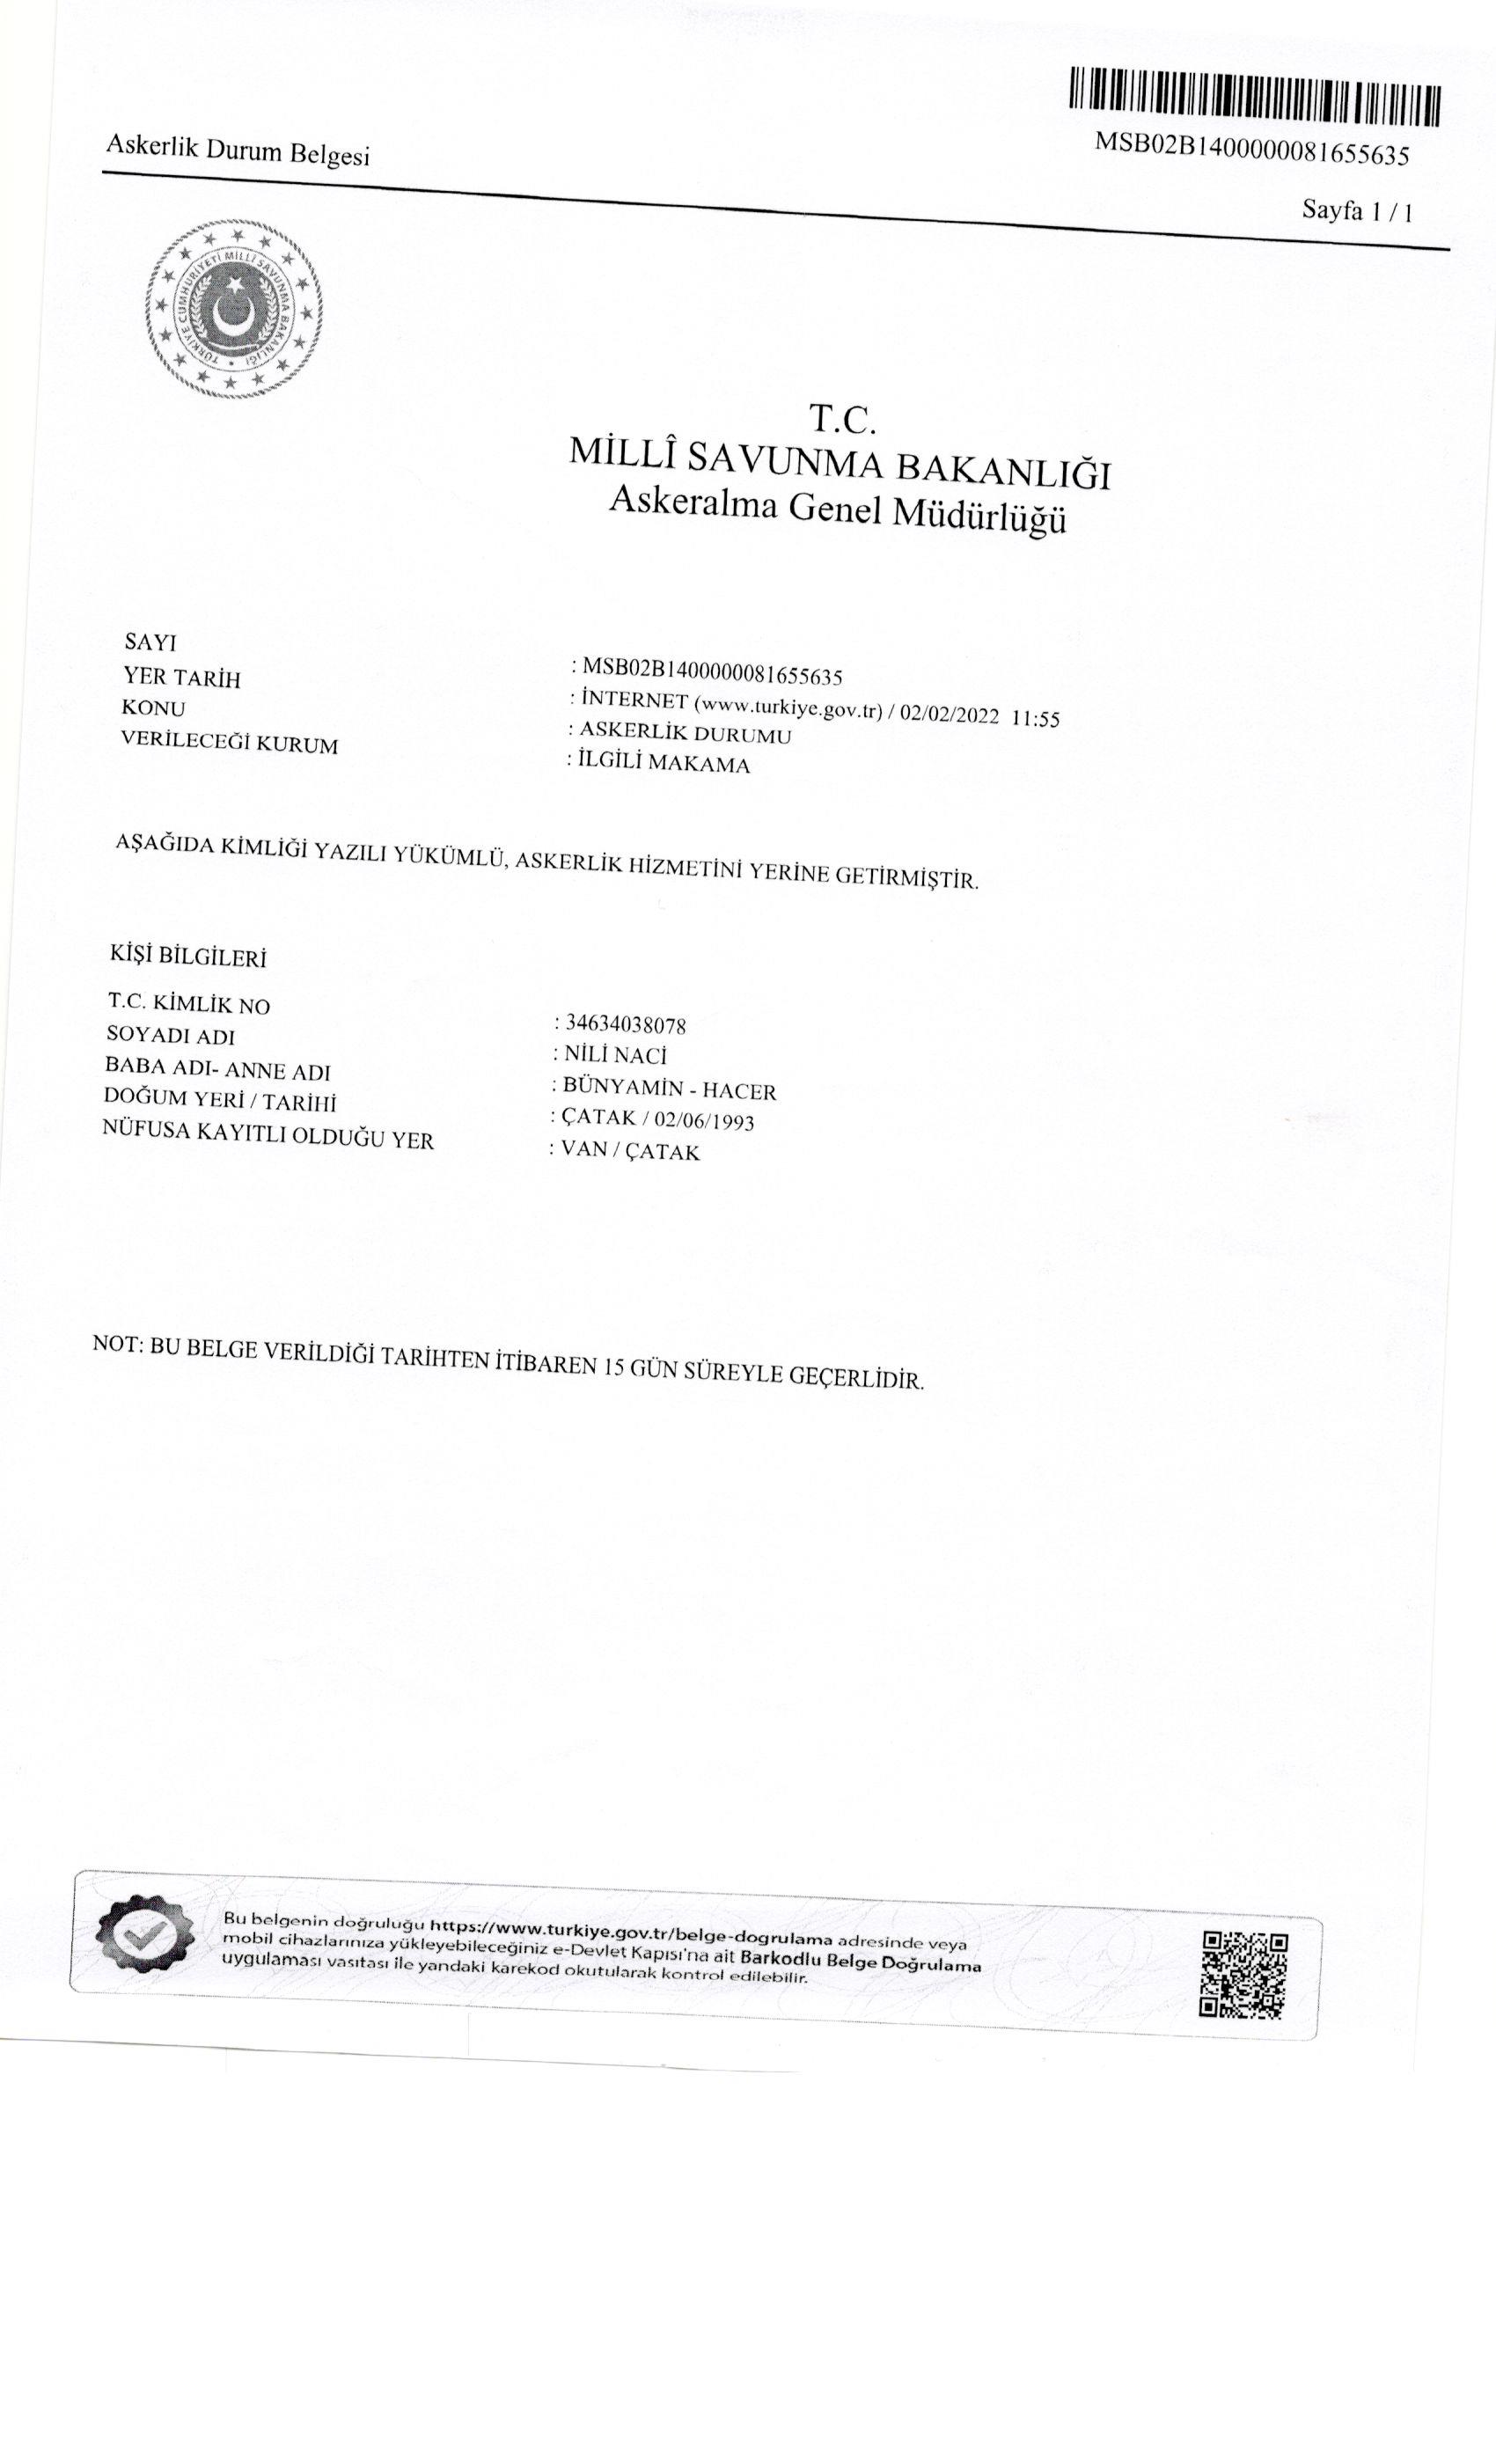 MSB02B1400000081655635
Askerlik Durum Belgesi
Sayfa 1 / 1
TÜRKİYE CUMHURİYETİ MİLLÎ SAVUNMA BAKANLIĞI
T.C.
MİLLÎ SAVUNMA BAKANLIĞI
Askeralma Genel Müdürlüğü
SAYI : MSB02B1400000081655635
YER TARİH : İNTERNET (www.turkiye.gov.tr) / 02/02/2022 11:55
KONU : ASKERLİK DURUMU
VERİLECEĞİ KURUM : İLGİLİ MAKAMA
AŞAĞIDA KİMLİĞİ YAZILI YÜKÜMLÜ, ASKERLİK HİZMETİNİ YERİNE GETİRMİŞTİR.
KİŞİ BİLGİLERİ
T.C. KİMLİK NO : 34634038078
SOYADI ADI : NİLİ NACİ
BABA ADI- ANNE ADI : BÜNYAMİN - HACER
DOĞUM YERİ / TARİHİ : ÇATAK / 02/06/1993
NÜFUSA KAYITLI OLDUĞU YER : VAN / ÇATAK
NOT: BU BELGE VERİLDİĞİ TARİHTEN İTİBAREN 15 GÜN SÜREYLE GEÇERLİDİR.
Bu belgenin doğruluğu https://www.turkiye.gov.tr/belge-dogrulama adresinde veya
mobil cihazlarınıza yükleyebileceğiniz e-Devlet Kapısı'na ait Barkodlu Belge Doğrulama
uygulaması vasıtası ile yandaki karekod okutularak kontrol edilebilir.